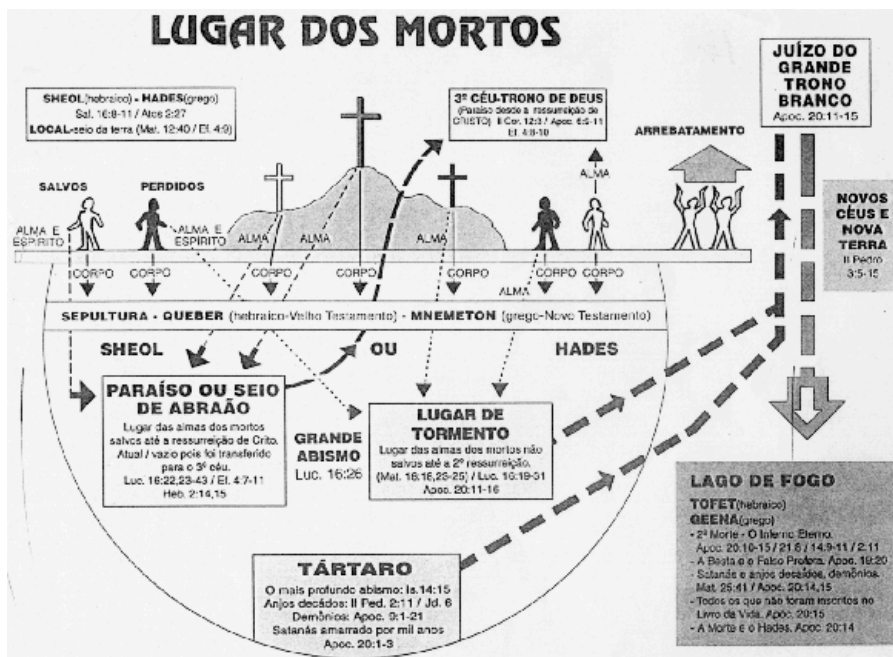 LUGAR DOS MORTOS
SHEOL(hebraico) - HADES(grego)
Sal. 16:8-11 / Atos 2:27
LOCAL-seio da terra (Mat. 12:40 / Ef. 4:9)
3º CÉU-TRONO DE DEUS
(Paraíso desde a ressurreição de
CRISTO) II Cor. 12:3 / Apoc. 6:9-11
Ef. 4:8-10
JUÍZO DO
GRANDE
TRONO
BRANCO
Apoc. 20:11-15
ARREBATAMENTO
SALVOS
PERDIDOS
ALMA
ALMA E
ESPÍRITO
ALMA E
ESPÍRITO
ALMA
ALMA
ALMA
NOVOS
CÉUS E
NOVA
TERRA
II Pedro
3:5-15
CORPO
CORPO
CORPO
CORPO
CORPO
CORPO
CORPO
ALMA
SEPULTURA - QUEBER (hebraico-Velho Testamento) - MNEMETON (grego-Novo Testamento)
SHEOL
OU
HADES
PARAÍSO OU SEIO
DE ABRAÃO
Lugar das almas dos mortos
salvos até a ressurreição de Crito.
Atual / vazio pois foi transferido
para o 3º céu.
Luc. 16:22,23-43 / Ef. 4:7-11
Heb. 2:14,15
GRANDE
ABISMO
Luc. 16:26
LUGAR DE
TORMENTO
Lugar das almas dos mortos não
salvos até a 2ª ressurreição.
(Mat. 16:18,23-25) / Luc. 16:19-31
Apoc. 20:11-15
TÁRTARO
O mais profundo abismo: Is.14:15
Anjos decádos: II Ped. 2:11 / Jd. 6
Demônios: Apoc. 9:1-21
Satanás amarrado por mil anos
Apoc. 20:1-3
LAGO DE FOGO
TOFET(hebraico)
GEENA(grego)
- 2ª Morte - O Inferno Eterno.
Apoc. 20:10-15 / 21:8 / 14.9-11 / 2:11
- A Besta e o Falso Profeta. Apoc. 19:20
- Satanás e anjos decaídos, demônios.
Mat. 25:41 / Apoc. 20:14,15
- Todos os que não foram inscritos no
Livro da Vida. Apoc. 20:15
- A Morte e o Hades. Apoc. 20:14